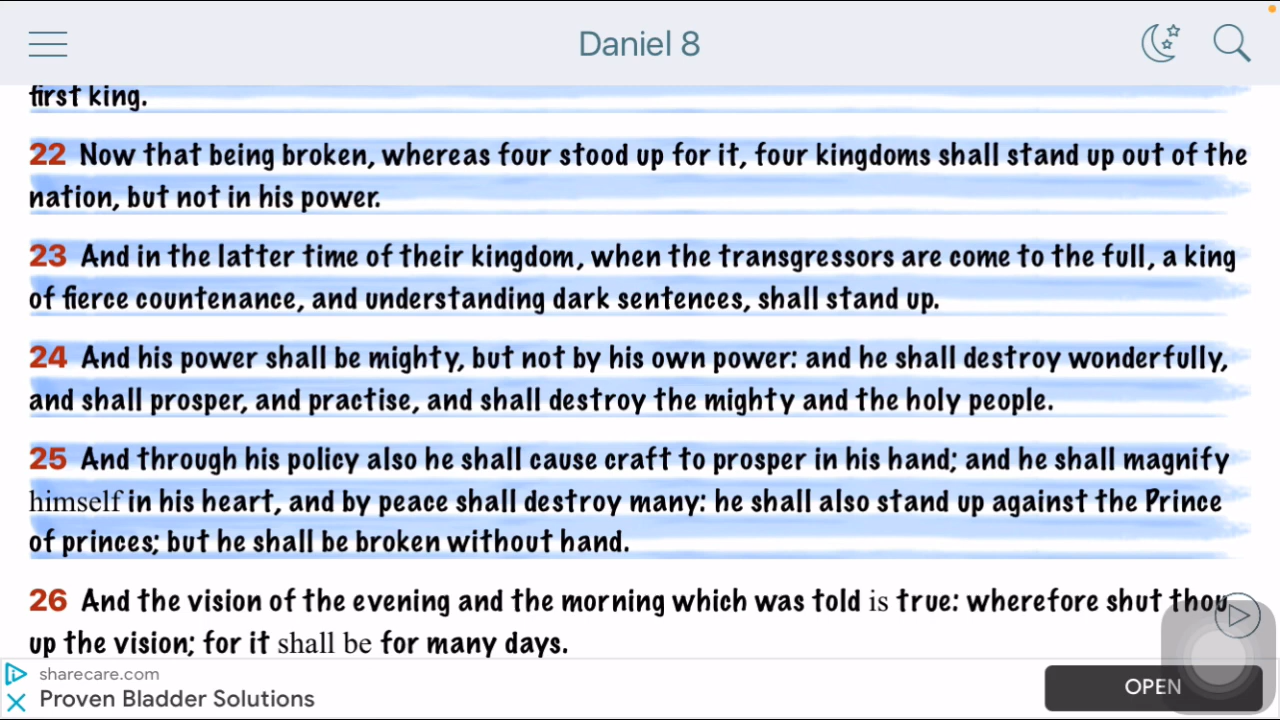 Daniel 8
first king.
22 Now that being broken, whereas four stood up for it, four kingdoms shall stand up out of the
nation, but not in his power.
23 And in the latter time of their kingdom, when the transgressors are come to the full, a king
of fierce countenance, and understanding dark sentences, shall stand up.
24 And his power shall be mighty, but not by his own power: and he shall destroy wonderfully,
and shall prosper, and practise, and shall destroy the mighty and the holy people.
25 And through his policy also he shall cause craft to prosper in his hand; and he shall magnify
himself in his heart, and by peace shall destroy many: he shall also stand up against the Prince
of princes; but he shall be broken without hand.
26 And the vision of the evening and the morning which was told is true: wherefore shut thou
up the vision; for it shall be for many days.
sharecare.com
Proven Bladder Solutions
OPEN